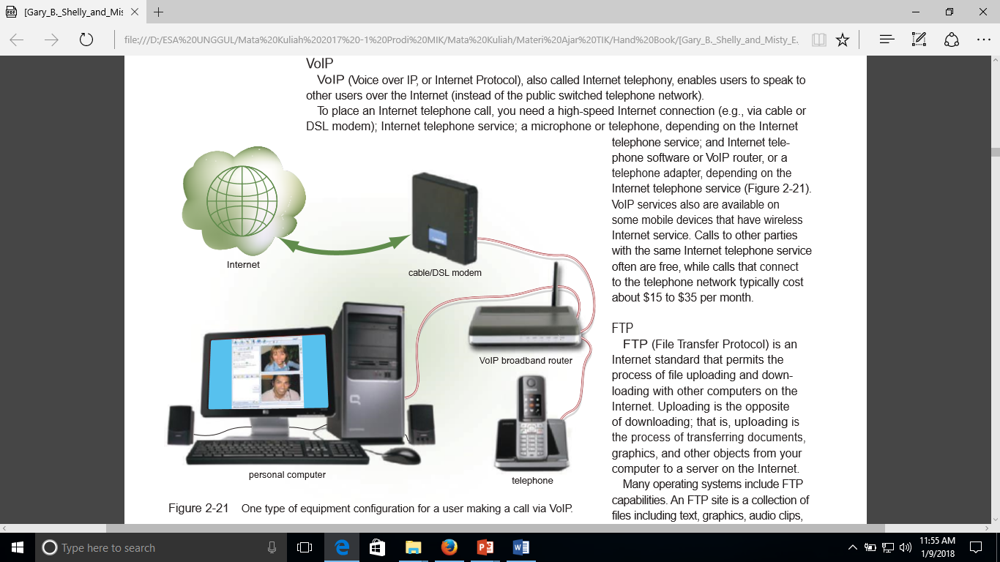 [Gary_B._Shelly_and_Mis
file:///D:/ESA%20UNGGUL/Mata%20Kuliah%202017%20-1%20Prodi%20MIK/Mata%20Kuliah/Materi%20Ajar%20TIK/Hand%20Book/[Gary_B._Shelly_and_Misty_E.
VoIP
VoIP (Voice over IP, or Internet Protocol), also called Internet telephony, enables users to speak to
other users over the Internet (instead of the public switched telephone network).
To place an Internet telephone call, you need a high-speed Internet connection (e.g., via cable or
DSL modem); Internet telephone service; a microphone or telephone, depending on the Internet
telephone service; and Internet tele-
phone software or VoIP router, or a
telephone adapter, depending on the
Internet telephone service (Figure 2-21).
VoIP services also are available on
some mobile devices that have wireless
Internet service. Calls to other parties
with the same Internet telephone service
often are free, while calls that connect
to the telephone network typically cost
about $15 to $35 per month.
Internet
cable/DSL modem
VoIP broadband router
personal computer
telephone
Figure 2-21 One type of equipment configuration for a user making a call via VoIP.
FTP
FTP (File Transfer Protocol) is an
Internet standard that permits the
process of file uploading and down-
loading with other computers on the
Internet. Uploading is the opposite
of downloading; that is, uploading is
the process of transferring documents,
graphics, and other objects from your
computer to a server on the Internet.
Many operating systems include FTP
capabilities. An FTP site is a collection of
files including text, graphics, audio clips,
Type here to search
11:55 AM
1/9/2018